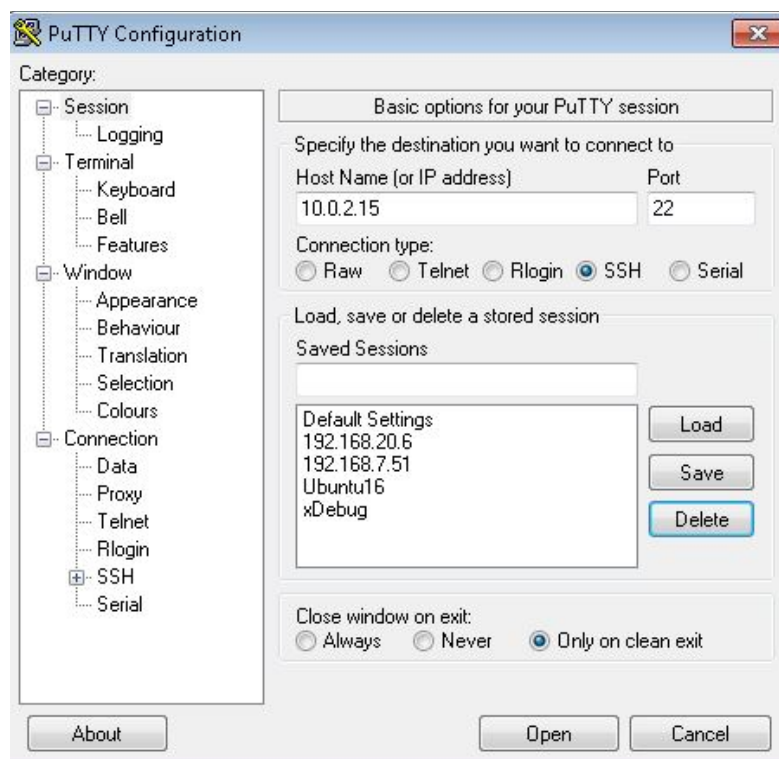 PuTTY Configuration
Category:
Session
Logging
Terminal
Keyboard
Bell
Features
Window
Appearance
Behaviour
Translation
Selection
Colours
Connection
Data
Proxy
Telnet
Rlogin
SSH
Serial
Basic options for your PuTTY session
Specify the destination you want to connect to
Host Name (or IP address) Port
10.0.2.15 22
Connection type:
Raw Telnet Rlogin SSH Serial
Load, save or delete a stored session
Saved Sessions
Default Settings
192.168.20.6
192.168.7.51
Ubuntu16
xDebug
Load
Save
Delete
Close window on exit:
Always Never Only on clean exit
About Open Cancel